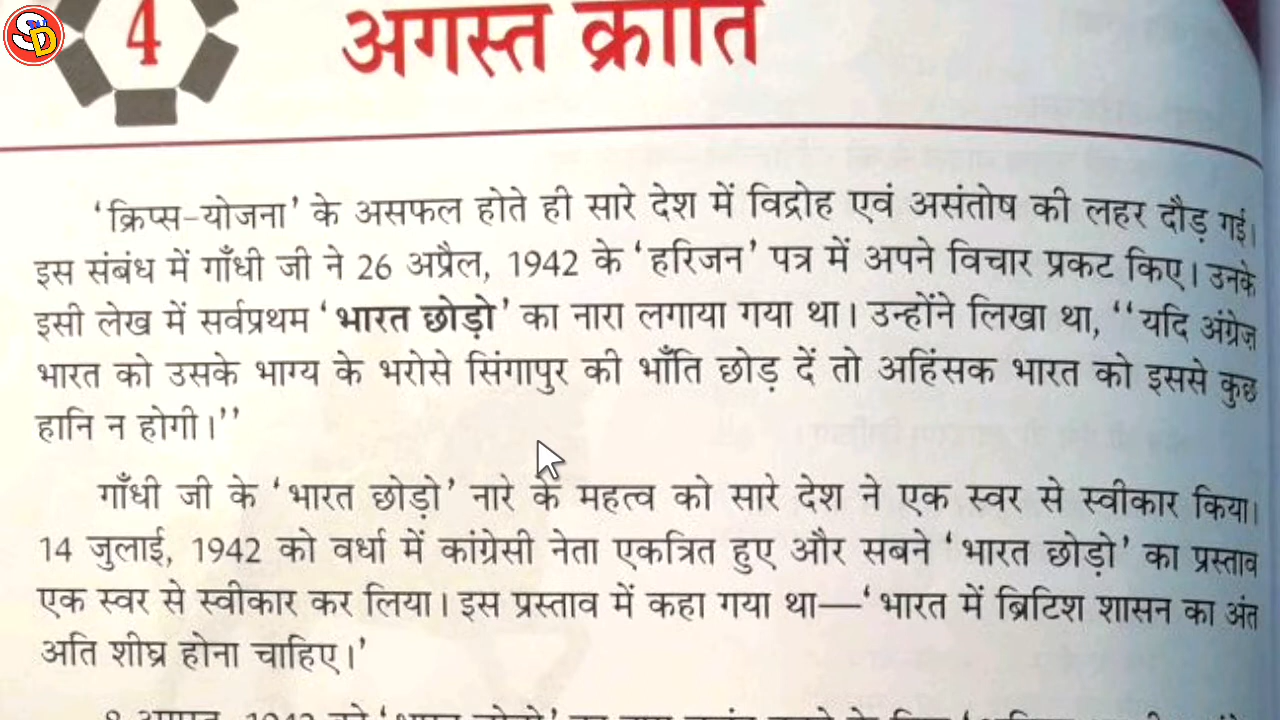 SD
4
अगस्त क्रांति
‘क्रिप्स-योजना’ के असफल होते ही सारे देश में विद्रोह एवं असंतोष की लहर दौड़ गई।
इस संबंध में गाँधी जी ने 26 अप्रैल, 1942 के ‘हरिजन’ पत्र में अपने विचार प्रकट किए। उनके
इसी लेख में सर्वप्रथम ‘भारत छोड़ो’ का नारा लगाया गया था। उन्होंने लिखा था, ‘‘यदि अंग्रेज़
भारत को उसके भाग्य के भरोसे सिंगापुर की भाँति छोड़ दें तो अहिंसक भारत को इससे कुछ
हानि न होगी।’’
गाँधी जी के ‘भारत छोड़ो’ नारे के महत्व को सारे देश ने एक स्वर से स्वीकार किया।
14 जुलाई, 1942 को वर्धा में कांग्रेसी नेता एकत्रित हुए और सबने ‘भारत छोड़ो’ का प्रस्ताव
एक स्वर से स्वीकार कर लिया। इस प्रस्ताव में कहा गया था—‘भारत में ब्रिटिश शासन का अंत
अति शीघ्र होना चाहिए।’